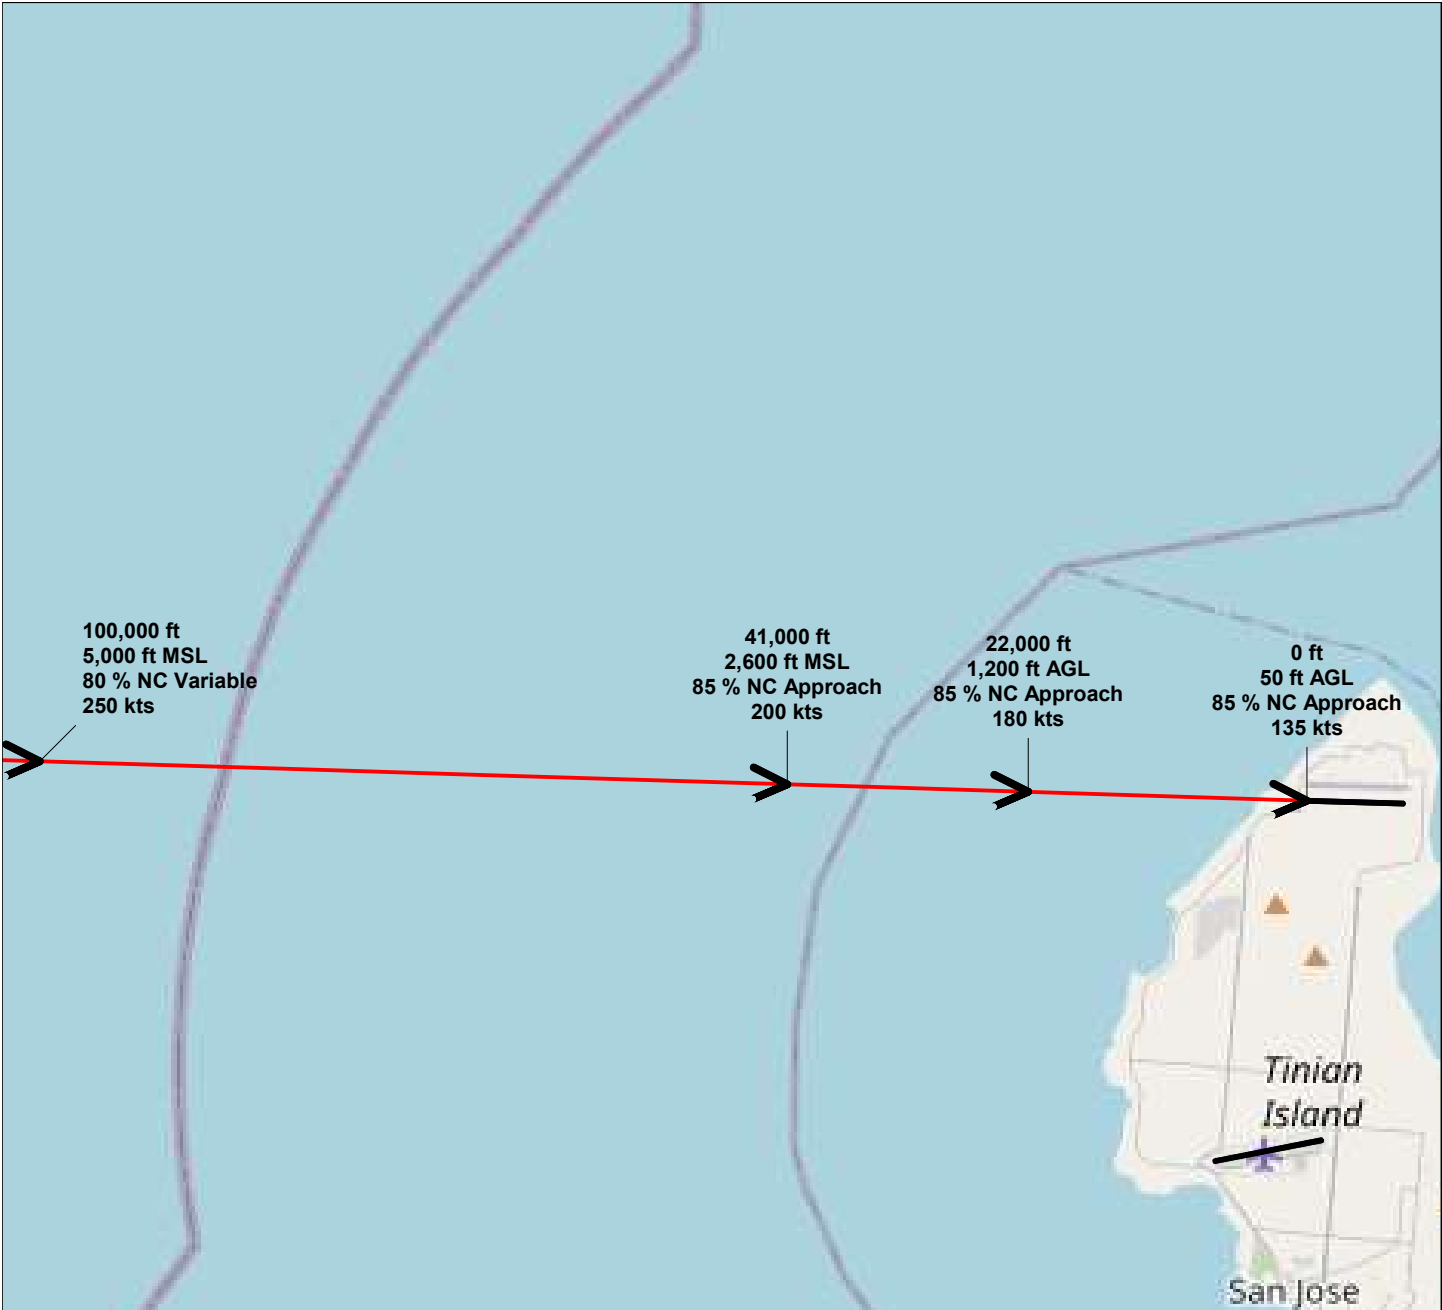 100,000 ft
5,000 ft MSL
80 % NC Variable
250 kts
41,000 ft
2,600 ft MSL
85 % NC Approach
200 kts
22,000 ft
1,200 ft AGL
85 % NC Approach
180 kts
0 ft
50 ft AGL
85 % NC Approach
135 kts
Tinian
Island
San Jose